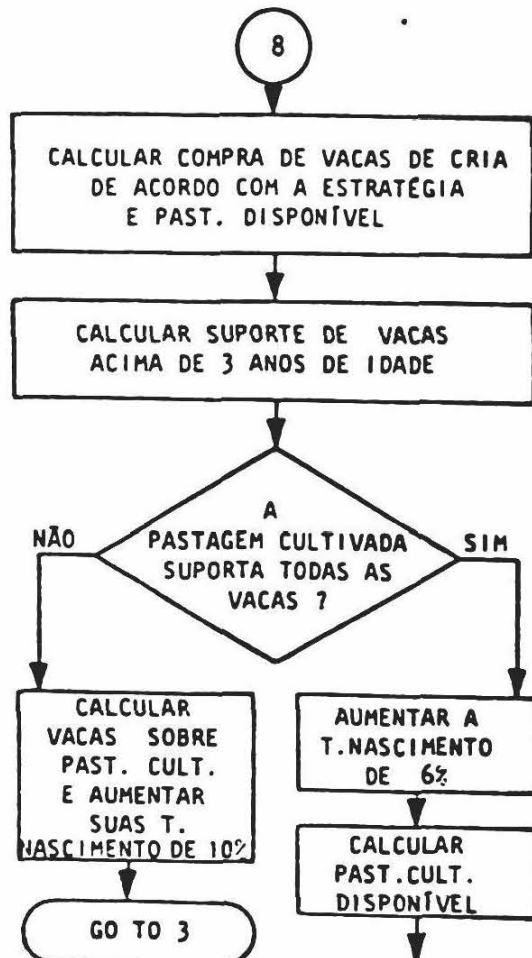 8
CALCULAR COMPRA DE VACAS DE CRIA
DE ACORDO COM A ESTRATÉGIA
E PAST. DISPONÍVEL
CALCULAR SUPORTE DE VACAS
ACIMA DE 3 ANOS DE IDADE
A
PASTAGEM CULTIVADA
SUPORTA TODAS AS
VACAS ?
NÃO
SIM
CALCULAR
VACAS SOBRE
PAST. CULT.
E AUMENTAR
SUAS T.
NASCIMENTO DE 10%
GO TO 3
AUMENTAR A
T.NASCIMENTO
DE 6%
CALCULAR
PAST.CULT.
DISPONÍVEL